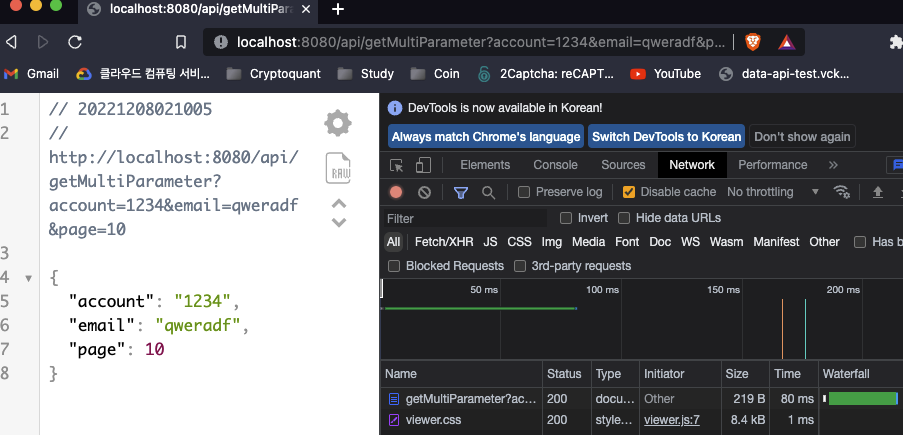 localhost:8080/api/getMultiPara
localhost:8080/api/getMultiParameter?account=1234&email=qweradf&p...
Gmail 클라우드 컴퓨팅 서비... Cryptoquant Study Coin 2Captcha: reCAPT... YouTube data-api-test.vck...
1 // 20221208021005
2 //
http://localhost:8080/api/
getMultiParameter?
account=1234&email=qweradf
&page=10
3
4 {
5 "account": "1234",
6 "email": "qweradf",
7 "page": 10
8 }
RAW
DevTools is now available in Korean!
Always match Chrome's language Switch DevTools to Korean Don't show again
Elements Console Sources Network Performance »
Preserve log Disable cache No throttling
Filter Invert Hide data URLs
All Fetch/XHR JS CSS Img Media Font Doc WS Wasm Manifest Other Has b
Blocked Requests 3rd-party requests
50 ms 100 ms 150 ms 200 ms
Name Status Type Initiator Size Time Waterfall
getMultiParameter?ac... 200 docu... Other 219 B 80 ms
viewer.css 200 style... viewer.js:7 8.4 kB 1 ms